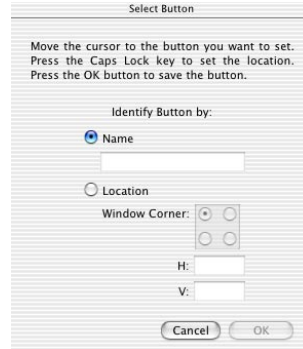 Select Button
Move the cursor to the button you want to set.
Press the Caps Lock key to set the location.
Press the OK button to save the button.
Identify Button by:
Name
Location
Window Corner:
H:
V:
Cancel OK